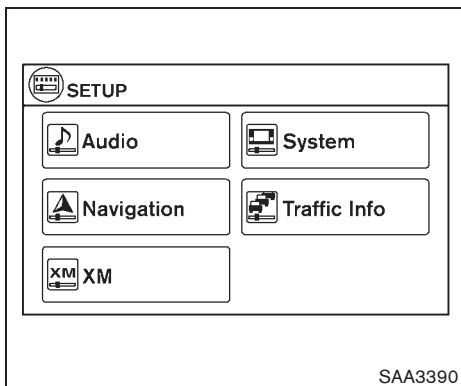 SETUP
Audio
System
Navigation
Traffic Info
XM XM
SAA3390